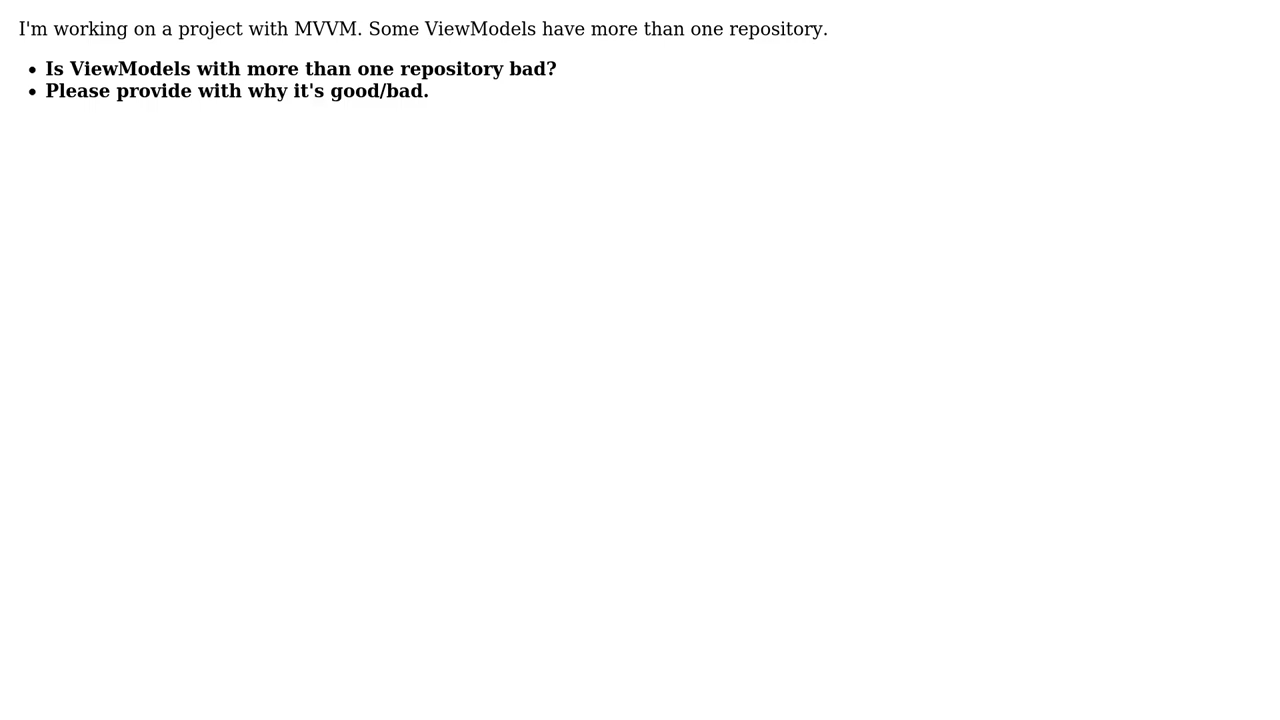 I'm working on a project with MVVM. Some ViewModels have more than one repository.
• Is ViewModels with more than one repository bad?
• Please provide with why it's good/bad.